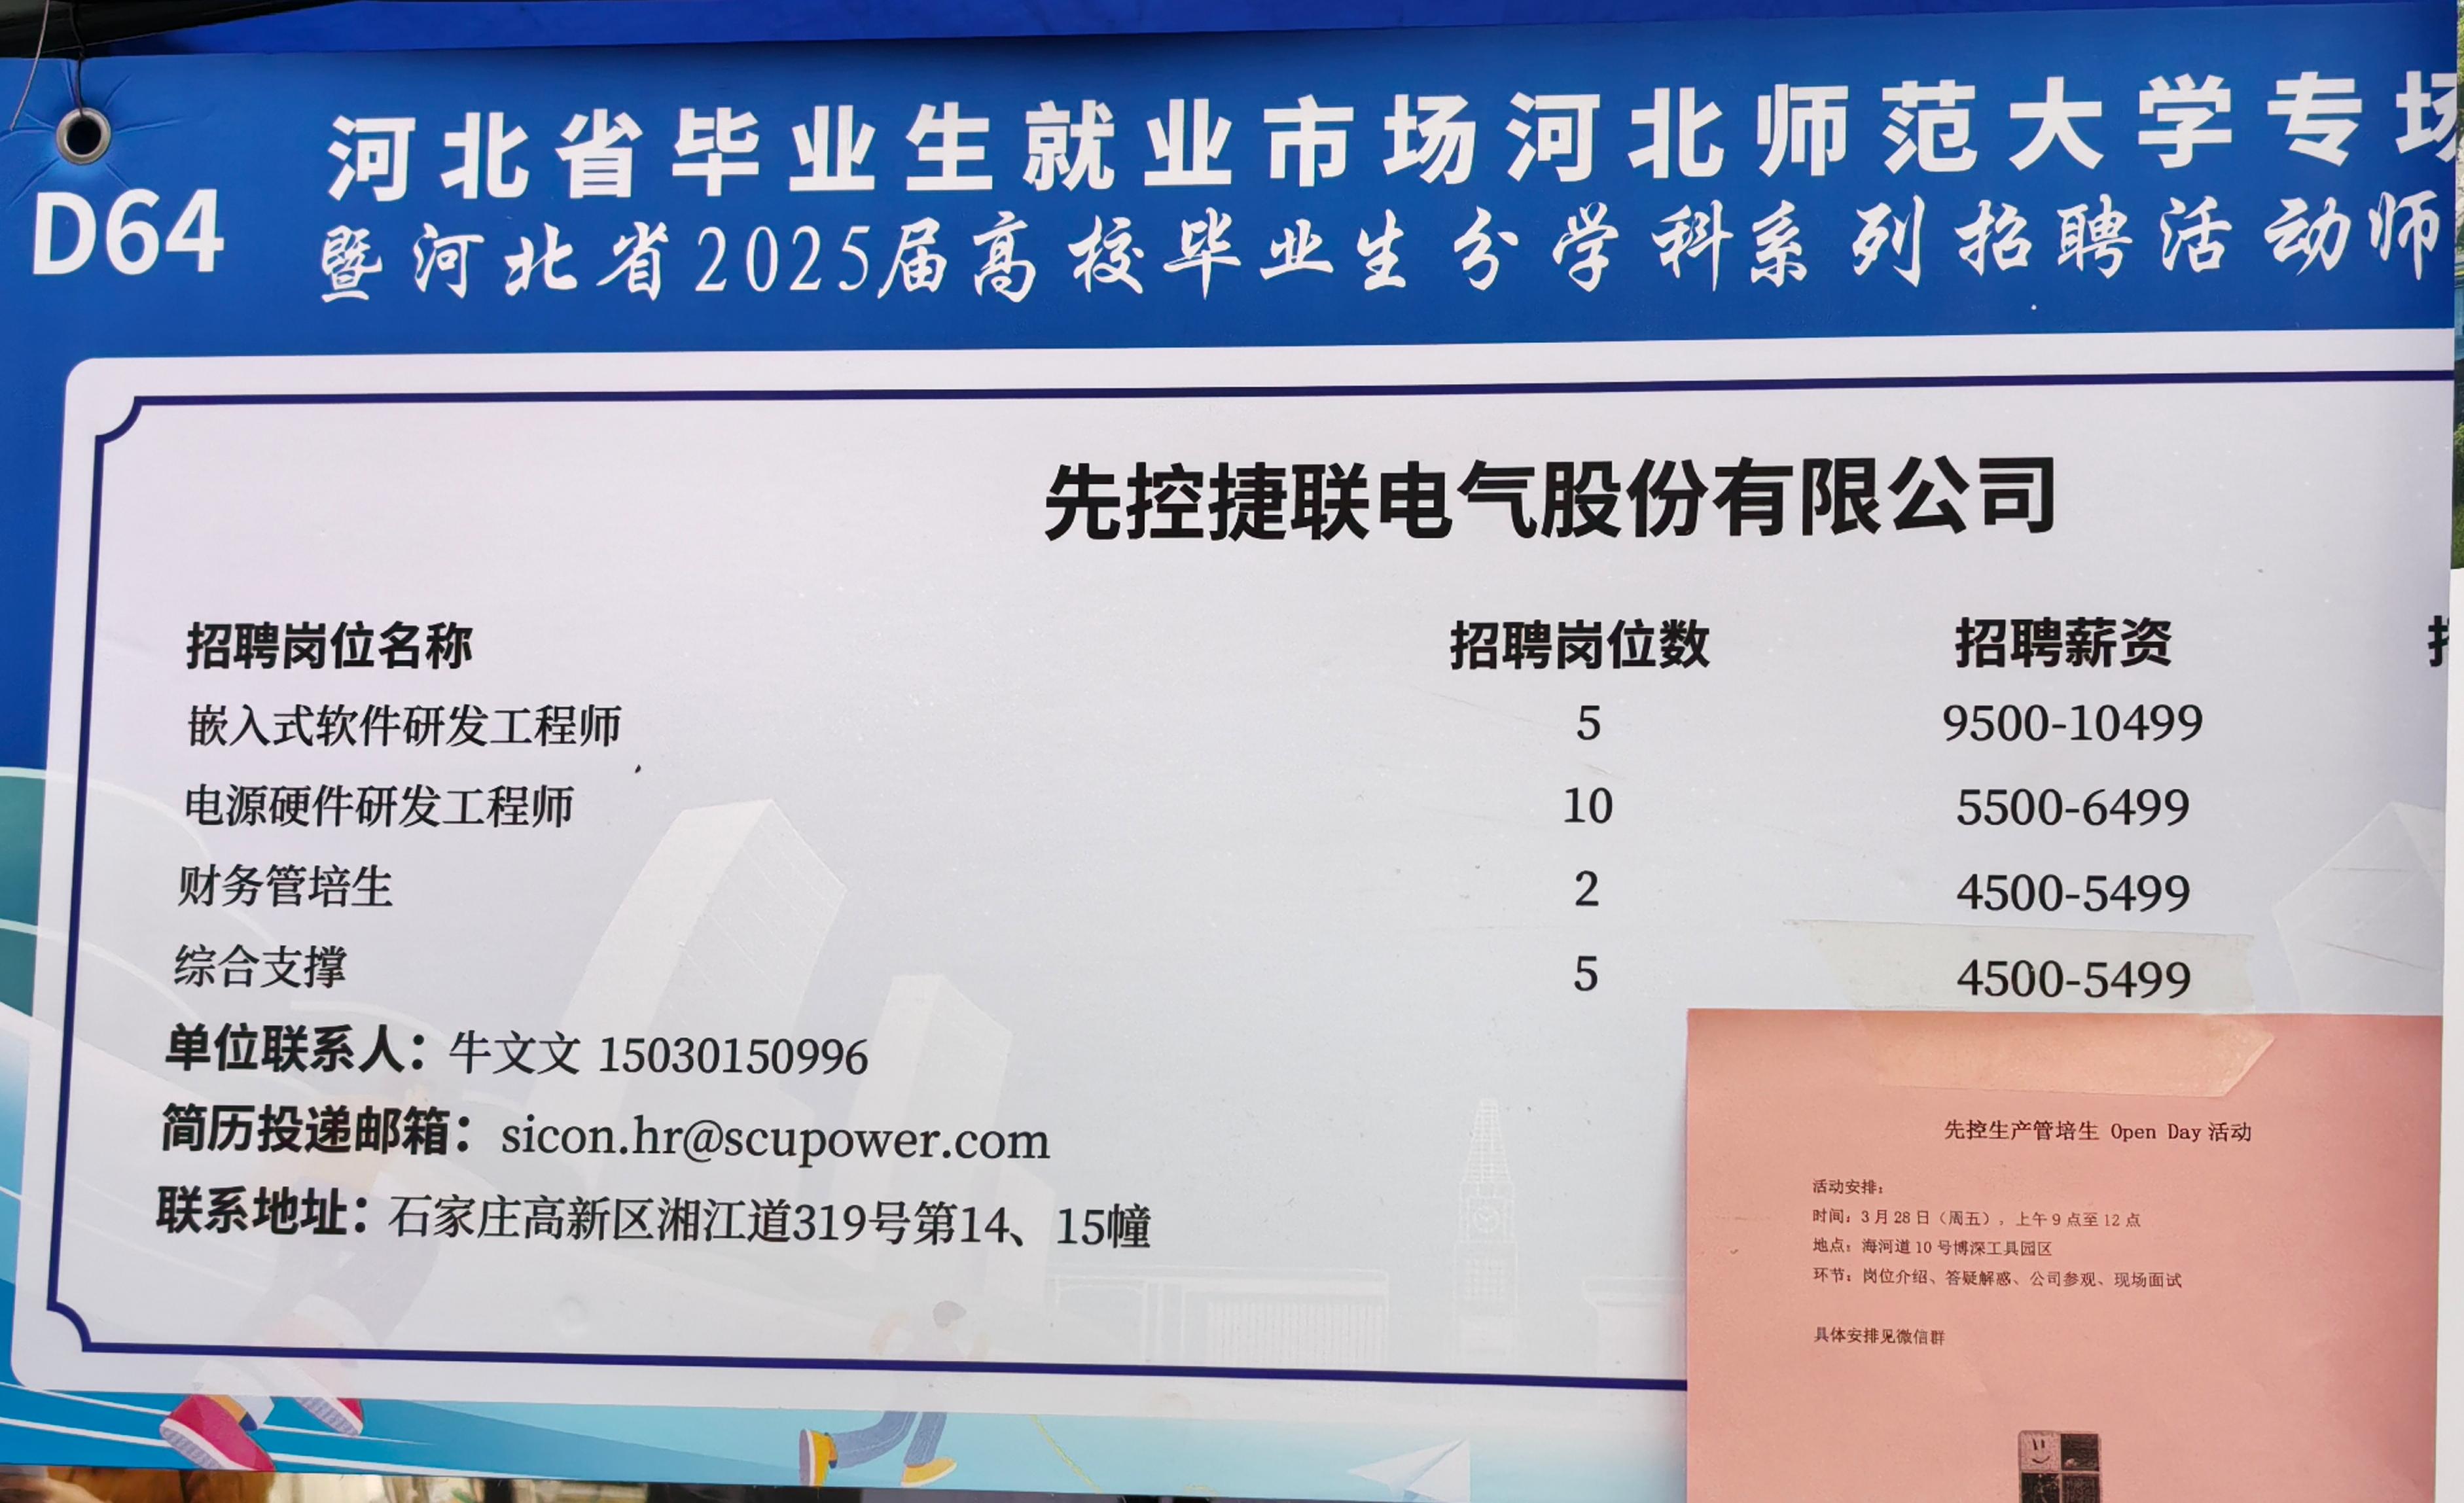 D64
河北省毕业生就业市场河北师范大学专场
暨河北省2025届高校毕业生分学科系列招聘活动师
先控捷联电气股份有限公司
招聘岗位名称 招聘岗位数 招聘薪资
嵌入式软件研发工程师 5 9500-10499
电源硬件研发工程师 10 5500-6499
财务管培生 2 4500-5499
综合支撑 5 4500-5499
单位联系人：牛文文 15030150996
简历投递邮箱：sicon.hr@scupower.com
联系地址：石家庄高新区湘江道319号第14、15幢
先控生产管培生 Open Day 活动
活动安排：
时间：3月28日（周五），上午9点至12点
地点：海河道10号博深工具园区
环节：岗位介绍、答疑解惑、公司参观、现场面试
具体安排见微信群